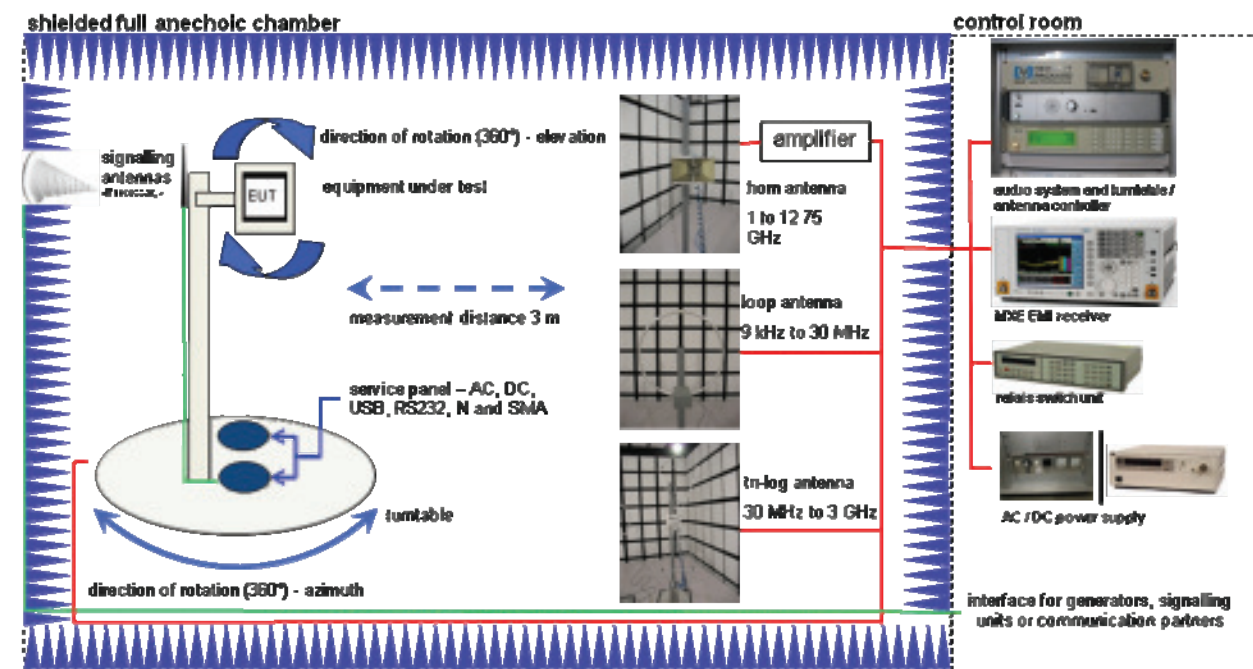 shielded full anechoic chamber
control room
direction of rotation (360°) - elevation
signalling
antennas
equipment under test
EUT
amplifier
horn antenna
1 to 12 75
GHz
audio system and turntable /
antenna controller
measurement distance 3 m
loop antenna
9 kHz to 30 MHz
MXE EMI receiver
service panel – AC, DC,
USB, RS232, N and SMA
relais switch unit
tri-log antenna
30 MHz to 3 GHz
turntable
AC / DC power supply
direction of rotation (360°) - azimuth
interface for generators, signalling
units or communication partners